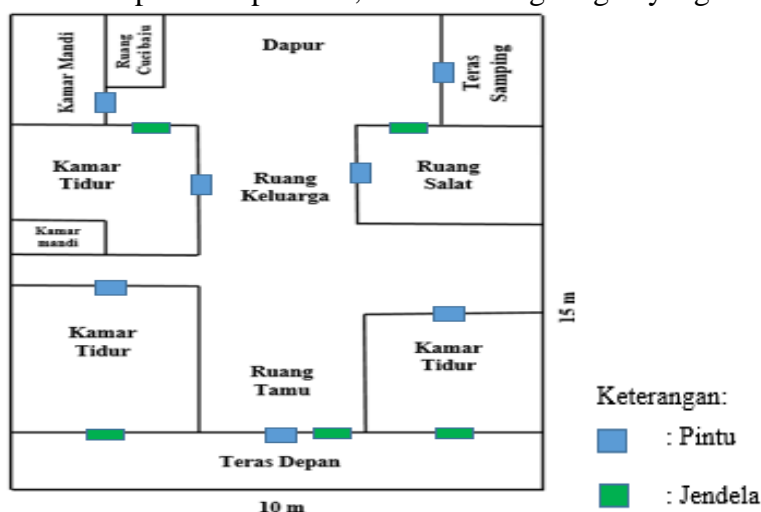 Kamar Mandi
Ruang
Cuci baju
Dapur
Teras
Samping
Kamar
Tidur
Ruang
Keluarga
Ruang
Salat
Kamar
mandi
Kamar
Tidur
Ruang
Tamu
Kamar
Tidur
15 m
Teras Depan
10 m
Keterangan:
: Pintu
: Jendela